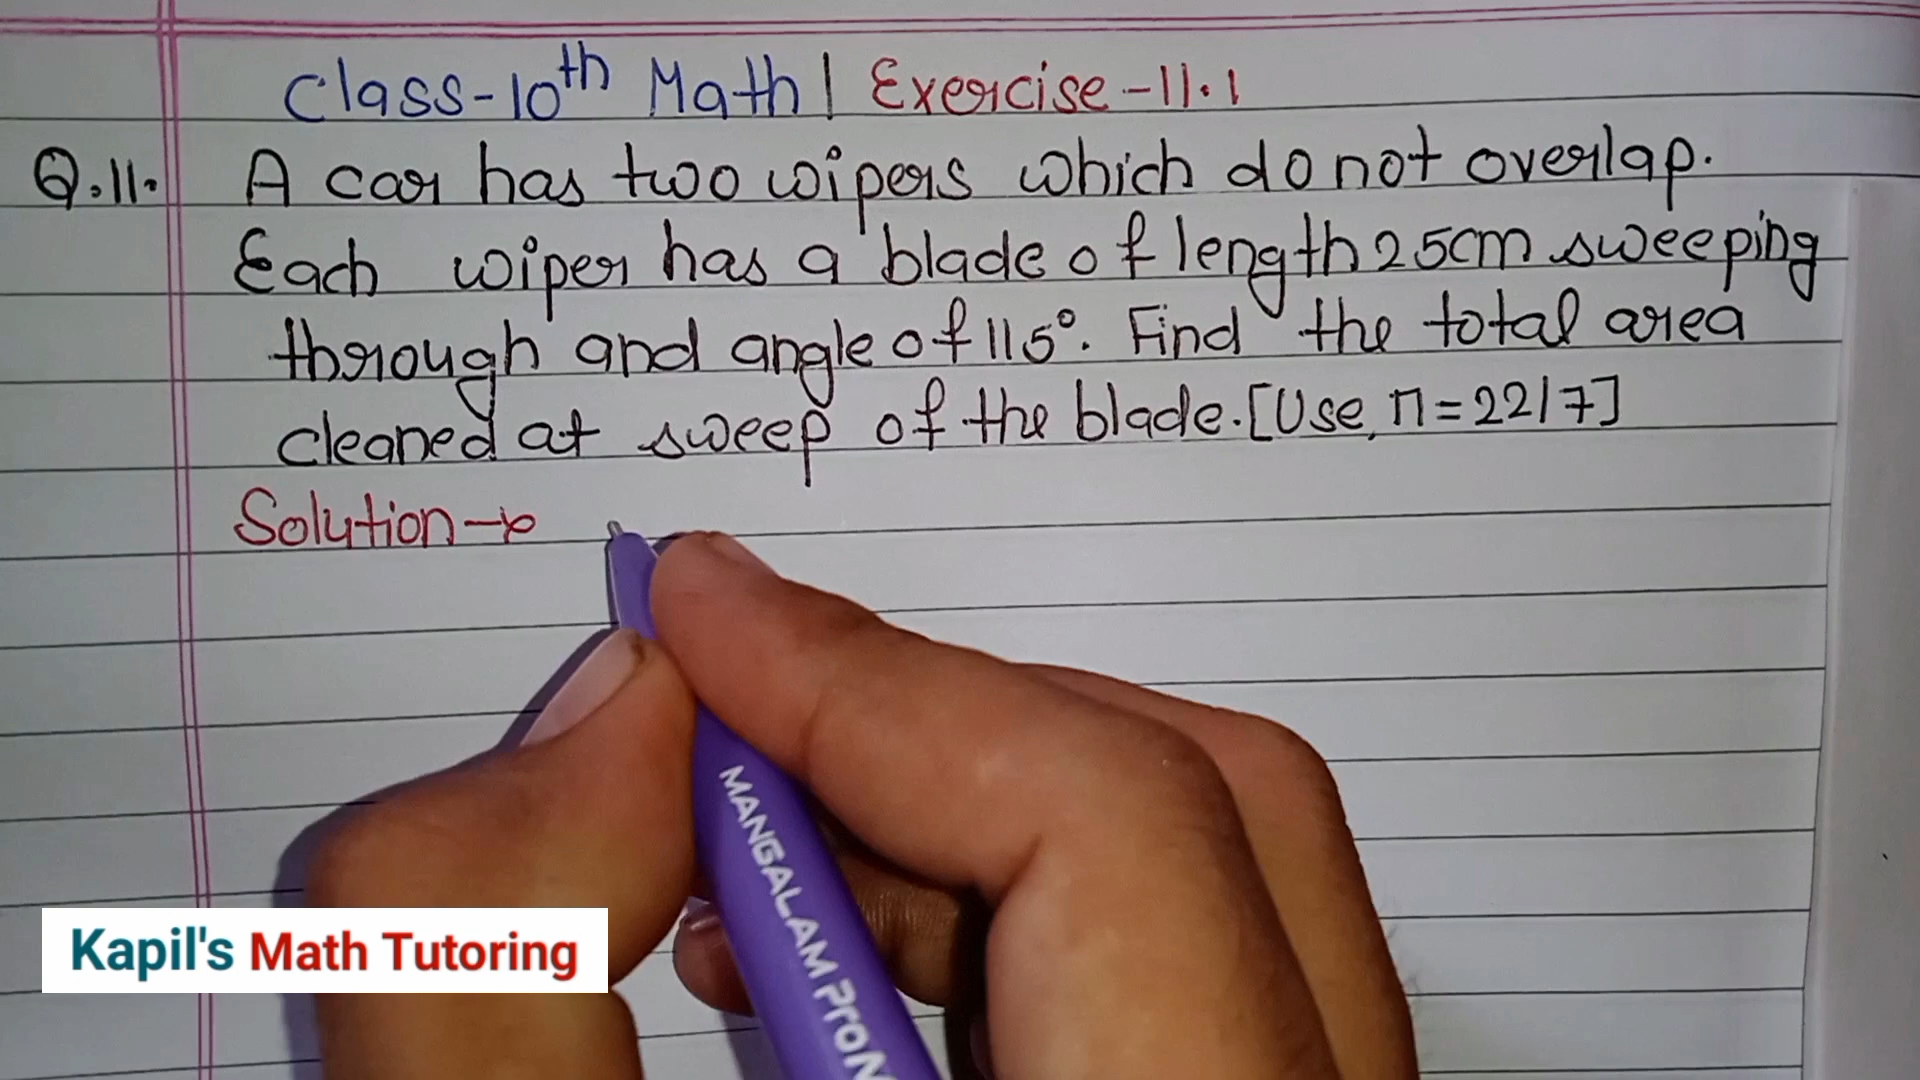 Class-10th Math | Exercise-11.1
Q.11. A car has two wipers which do not overlap.
Each wiper has a blade of length 25cm sweeping
through and angle of 115°. Find the total area
cleaned at sweep of the blade. [Use, π=22/7]
Solution→
MANGALAM PrON
Kapil's Math Tutoring